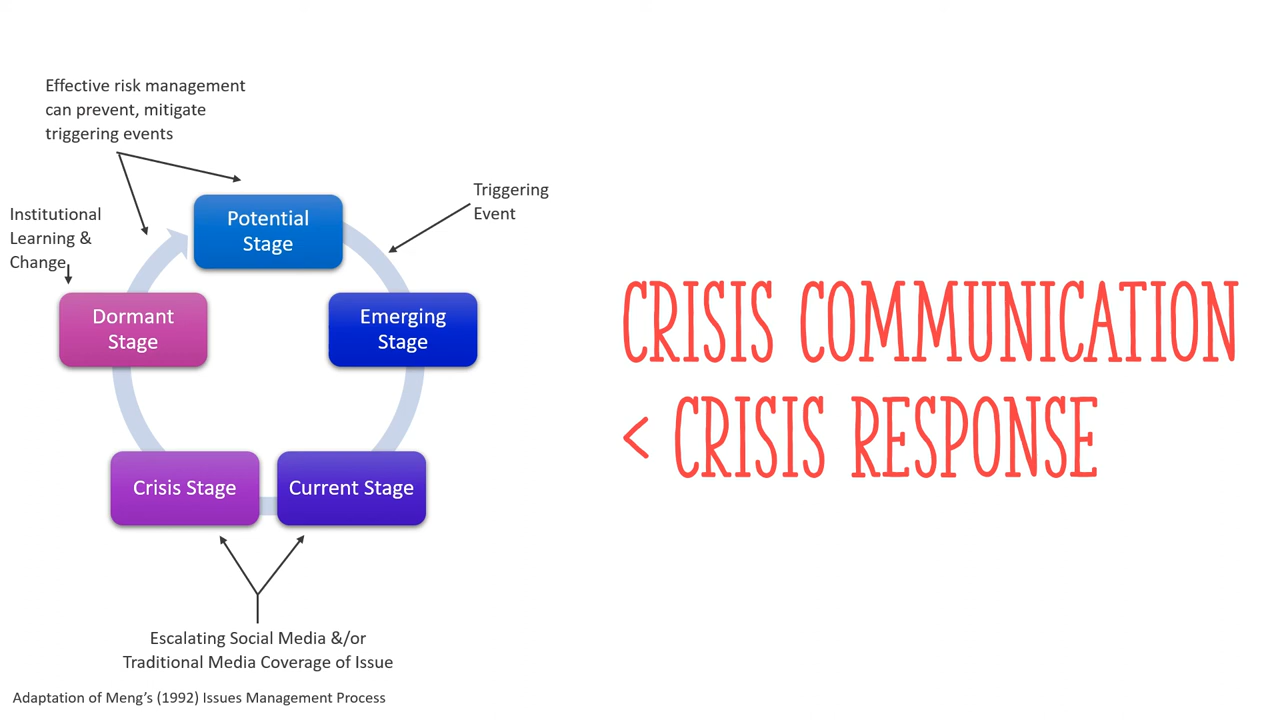 Effective risk management
can prevent, mitigate
triggering events
Triggering
Event
Institutional
Learning &
Change
Potential
Stage
Dormant
Stage
Emerging
Stage
Crisis Stage
Current Stage
Escalating Social Media &/or
Traditional Media Coverage of Issue
Adaptation of Meng’s (1992) Issues Management Process
CRISIS COMMUNICATION
< CRISIS RESPONSE